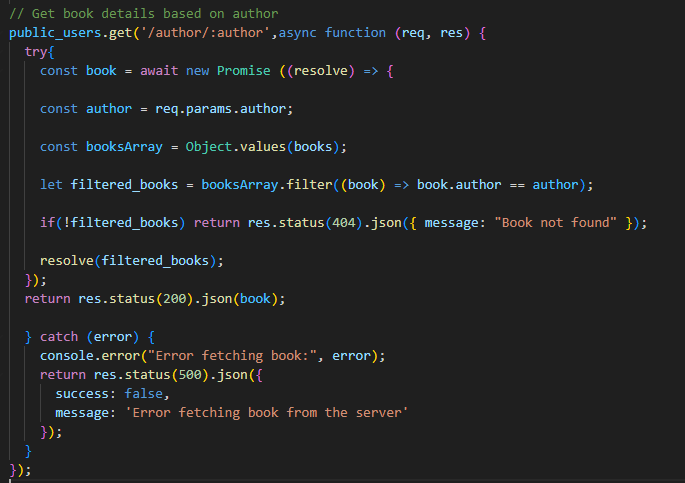 // Get book details based on author
public_users.get('/author/:author',async function (req, res) {
try{
const book = await new Promise ((resolve) => {
const author = req.params.author;
const booksArray = Object.values(books);
let filtered_books = booksArray.filter((book) => book.author == author);
if(!filtered_books) return res.status(404).json({ message: "Book not found" });
resolve(filtered_books);
});
return res.status(200).json(book);
} catch (error) {
console.error("Error fetching book:", error);
return res.status(500).json({
success: false,
message: 'Error fetching book from the server'
});
}
});